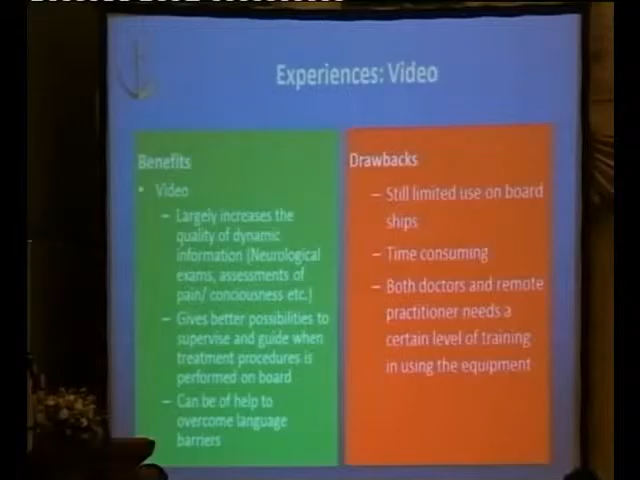 Experiences: Video
Benefits
• Video
– Largely increases the
quality of dynamic
information (Neurological
exams, assessments of
pain/ conciousness etc.)
– Gives better possibilities to
supervise and guide when
treatment procedures is
performed on board
– Can be of help to
overcome language
barriers
Drawbacks
– Still limited use on board
ships
– Time consuming
– Both doctors and remote
practitioner needs a
certain level of training
in using the equipment